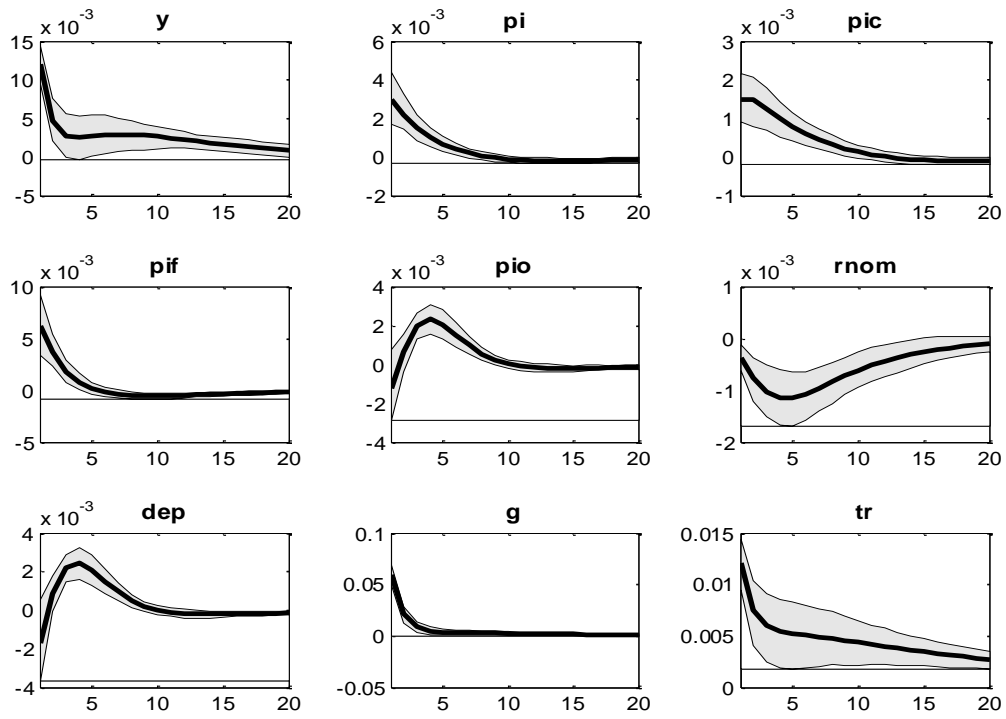 x 10⁻³ y
15
10
5
0
-5
5 10 15 20
x 10⁻³ pi
6
4
2
0
-2
5 10 15 20
x 10⁻³ pic
3
2
1
0
-1
5 10 15 20
x 10⁻³ pif
10
5
0
-5
5 10 15 20
x 10⁻³ pio
4
2
0
-2
-4
5 10 15 20
x 10⁻³ rnom
1
0
-1
-2
5 10 15 20
x 10⁻³ dep
4
2
0
-2
-4
5 10 15 20
g
0.1
0.05
0
-0.05
5 10 15 20
tr
0.015
0.01
0.005
0
5 10 15 20